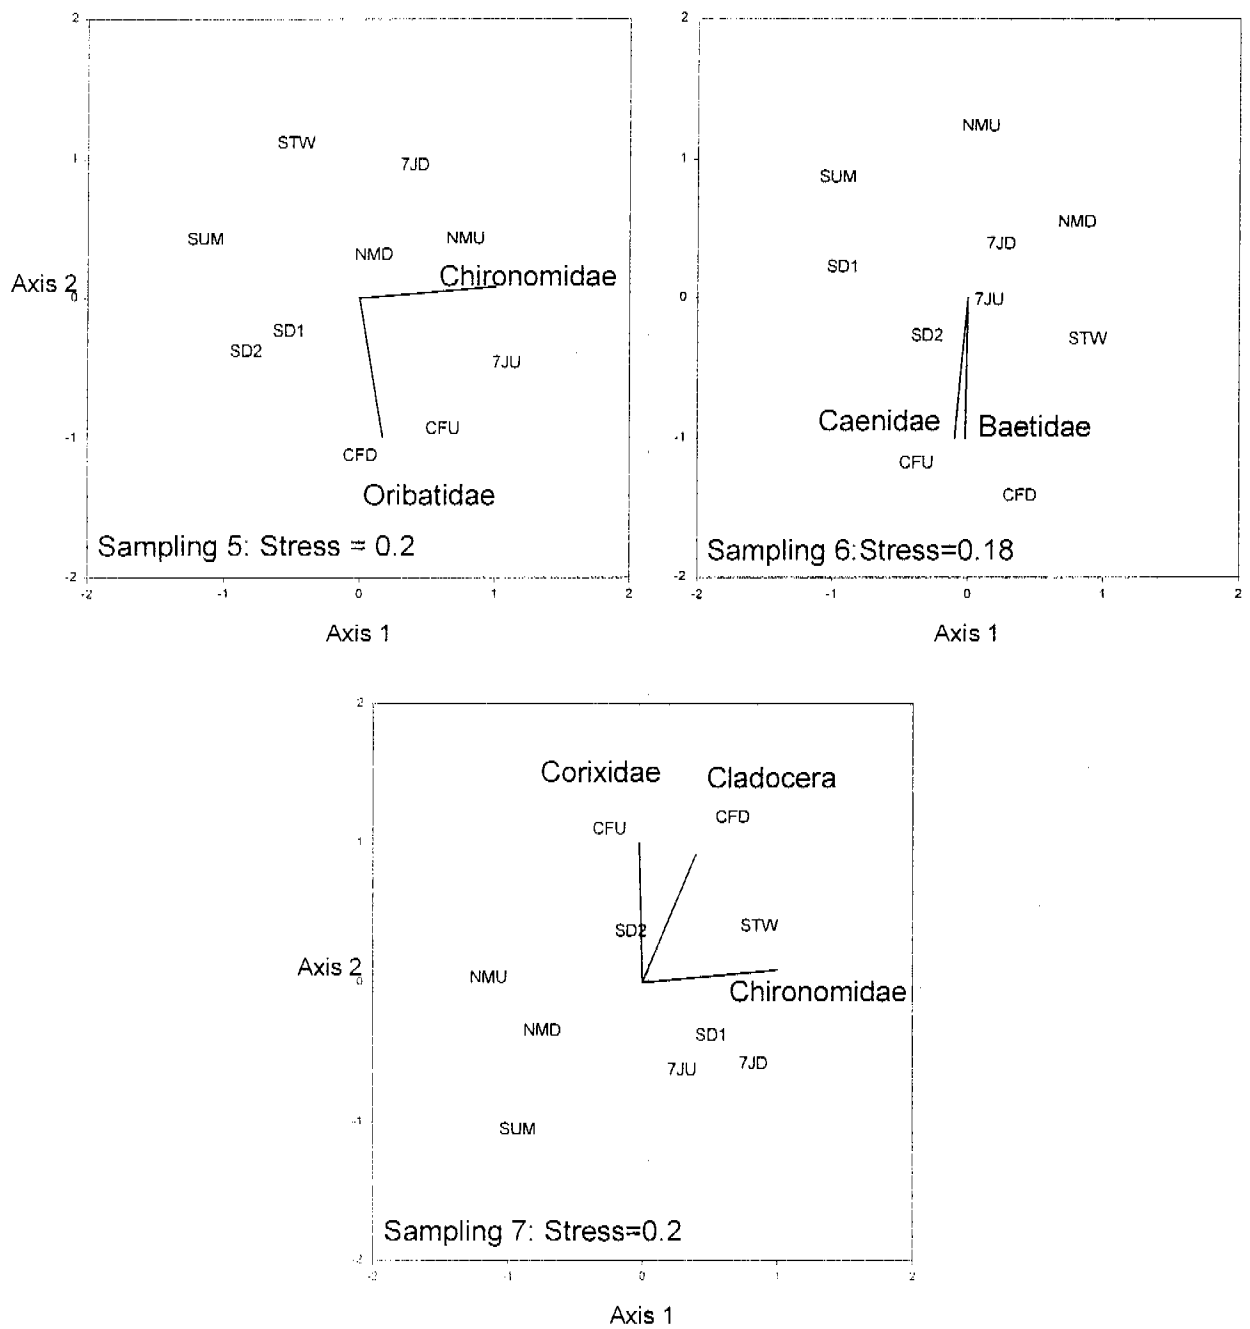 2
STW
1
7JD
SUM
NMU
NMD
Chironomidae
Axis 2
0
SD1
SD2
7JU
CFU
-1
CFD
Oribatidae
Sampling 5: Stress = 0.2
-2
-2 -1 0 1 2
Axis 1
2
NMU
1
SUM
NMD
7JD
SD1
0
7JU
SD2
STW
Caenidae Baetidae
-1
CFU
CFD
Sampling 6:Stress=0.18
-2
-2 -1 0 1 2
Axis 1
2
Corixidae Cladocera
CFU CFD
1
SD2 STW
Axis 2
NMU
0
Chironomidae
NMD
SD1
7JU 7JD
-1
SUM
Sampling 7: Stress=0.2
-2
-2 -1 0 1 2
Axis 1